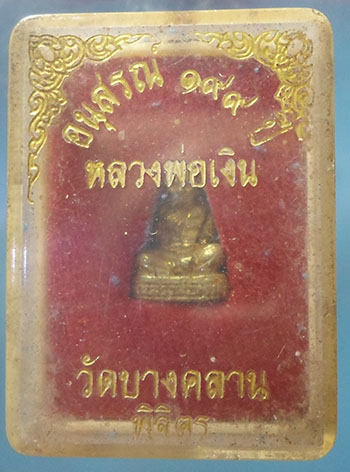 อนุสรณ์ ๑๙๙ ปี
หลวงพ่อเงิน
วัดบางคลาน
พิจิตร